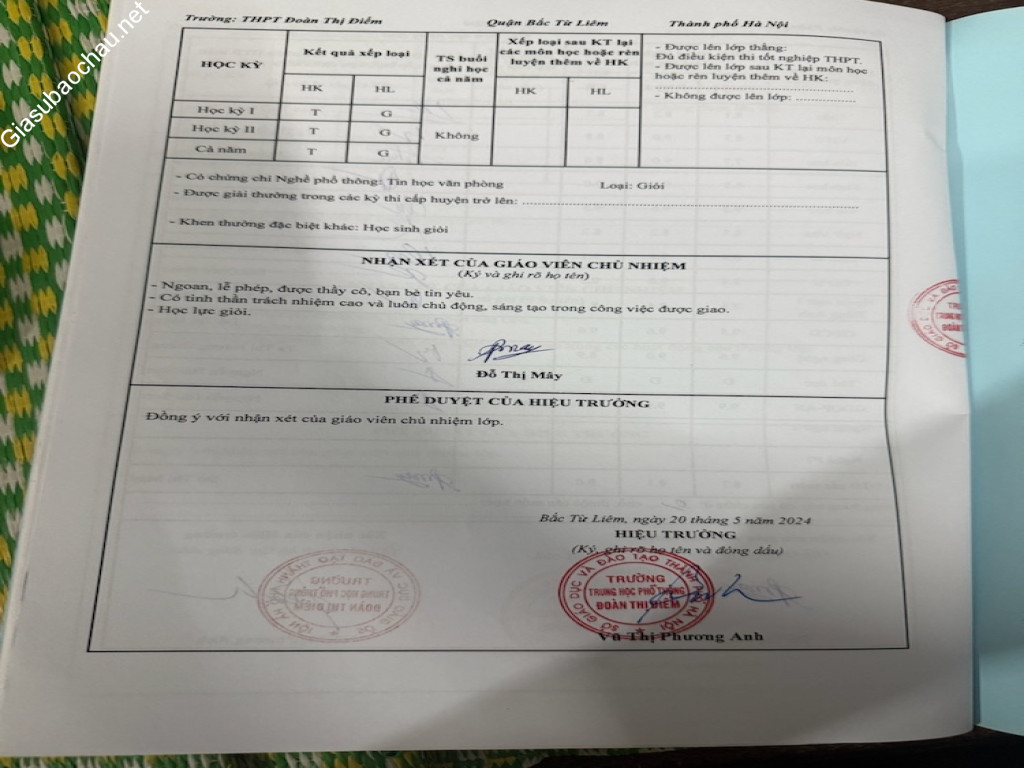 Giasubaochau.net
Trường: THPT Đoàn Thị Điểm Quận Bắc Từ Liêm Thành phố Hà Nội
HỌC KỲ
Kết quả xếp loại
HK HL
TS buổi
nghỉ học
cả năm
Xếp loại sau KT lại
các môn học hoặc rèn
luyện thêm về HK
HK HL
- Được lên lớp thẳng:
Đủ điều kiện thi tốt nghiệp THPT.
- Được lên lớp sau KT lại môn học
hoặc rèn luyện thêm về HK:
- Không được lên lớp:
Học kỳ I T G
Học kỳ II T G Không
Cả năm T G
- Có chứng chỉ Nghề phổ thông: Tin học văn phòng Loại: Giỏi
- Được giải thưởng trong các kỳ thi cấp huyện trở lên:
- Khen thưởng đặc biệt khác: Học sinh giỏi
NHẬN XÉT CỦA GIÁO VIÊN CHỦ NHIỆM
(Ký và ghi rõ họ tên)
- Ngoan, lễ phép, được thầy cô, bạn bè tin yêu.
- Có tinh thần trách nhiệm cao và luôn chủ động, sáng tạo trong công việc được giao.
- Học lực giỏi.
Đỗ Thị Mây
PHÊ DUYỆT CỦA HIỆU TRƯỞNG
Đồng ý với nhận xét của giáo viên chủ nhiệm lớp.
Bắc Từ Liêm, ngày 20 tháng 5 năm 2024
HIỆU TRƯỞNG
(Ký, ghi rõ họ tên và đóng dấu)
SỞ GIÁO DỤC VÀ ĐÀO TẠO THÀNH PHỐ HÀ NỘI
TRƯỜNG
TRUNG HỌC PHỔ THÔNG
ĐOÀN THỊ ĐIỂM
Vũ Thị Phương Anh